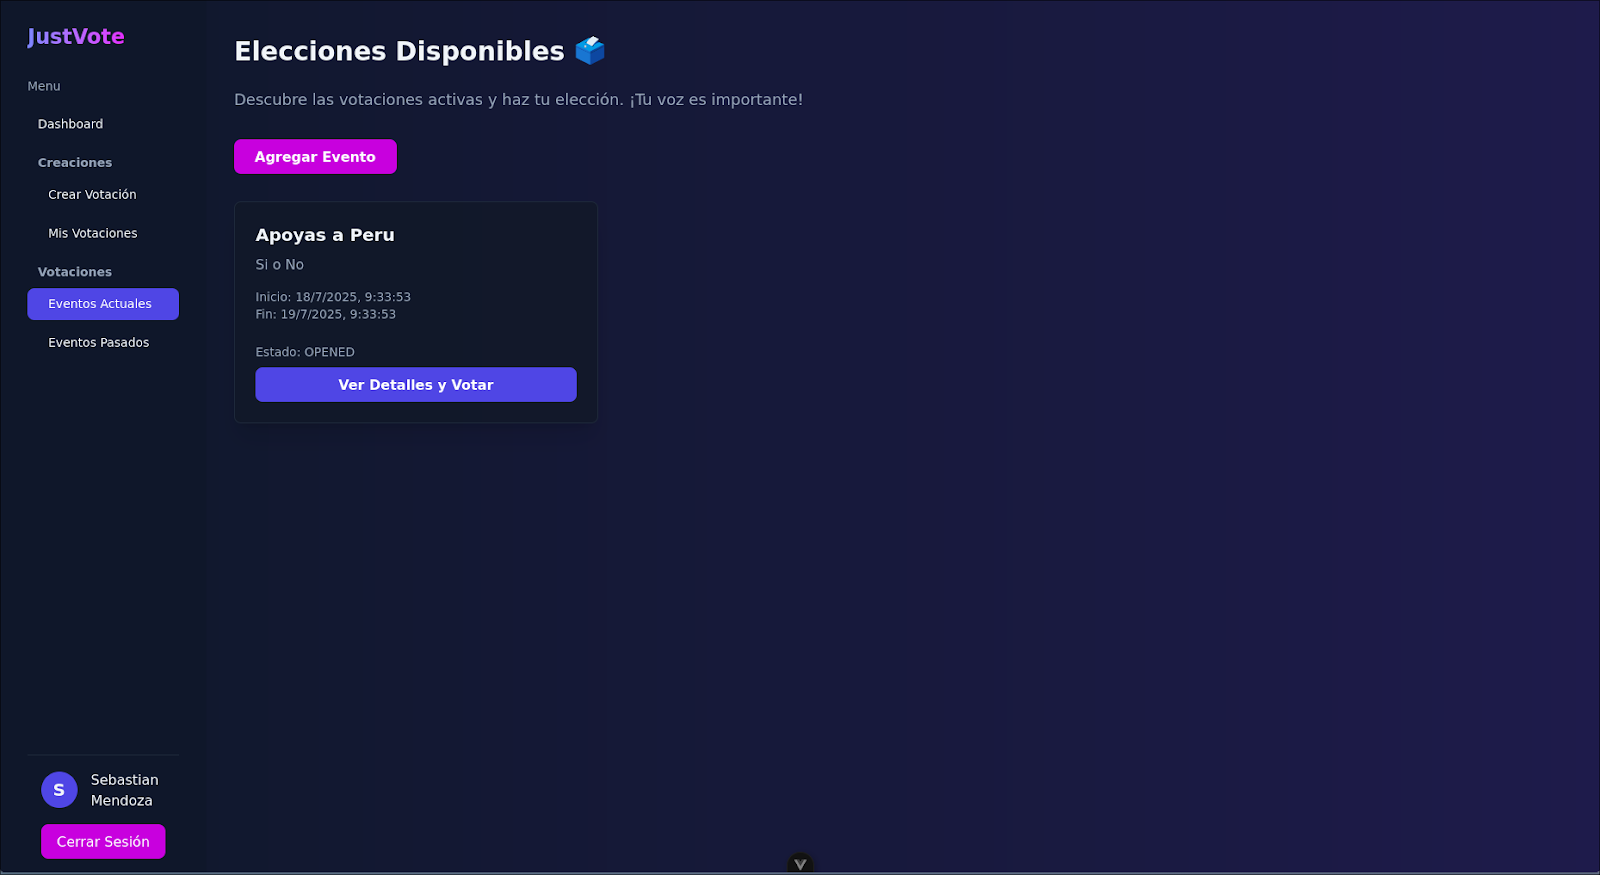 JustVote
Menu
Dashboard
Creaciones
Crear Votación
Mis Votaciones
Votaciones
Eventos Actuales
Eventos Pasados
S
Sebastian
Mendoza
Cerrar Sesión
Elecciones Disponibles
Descubre las votaciones activas y haz tu elección. ¡Tu voz es importante!
Agregar Evento
Apoyas a Peru
Si o No
Inicio: 18/7/2025, 9:33:53
Fin: 19/7/2025, 9:33:53
Estado: OPENED
Ver Detalles y Votar